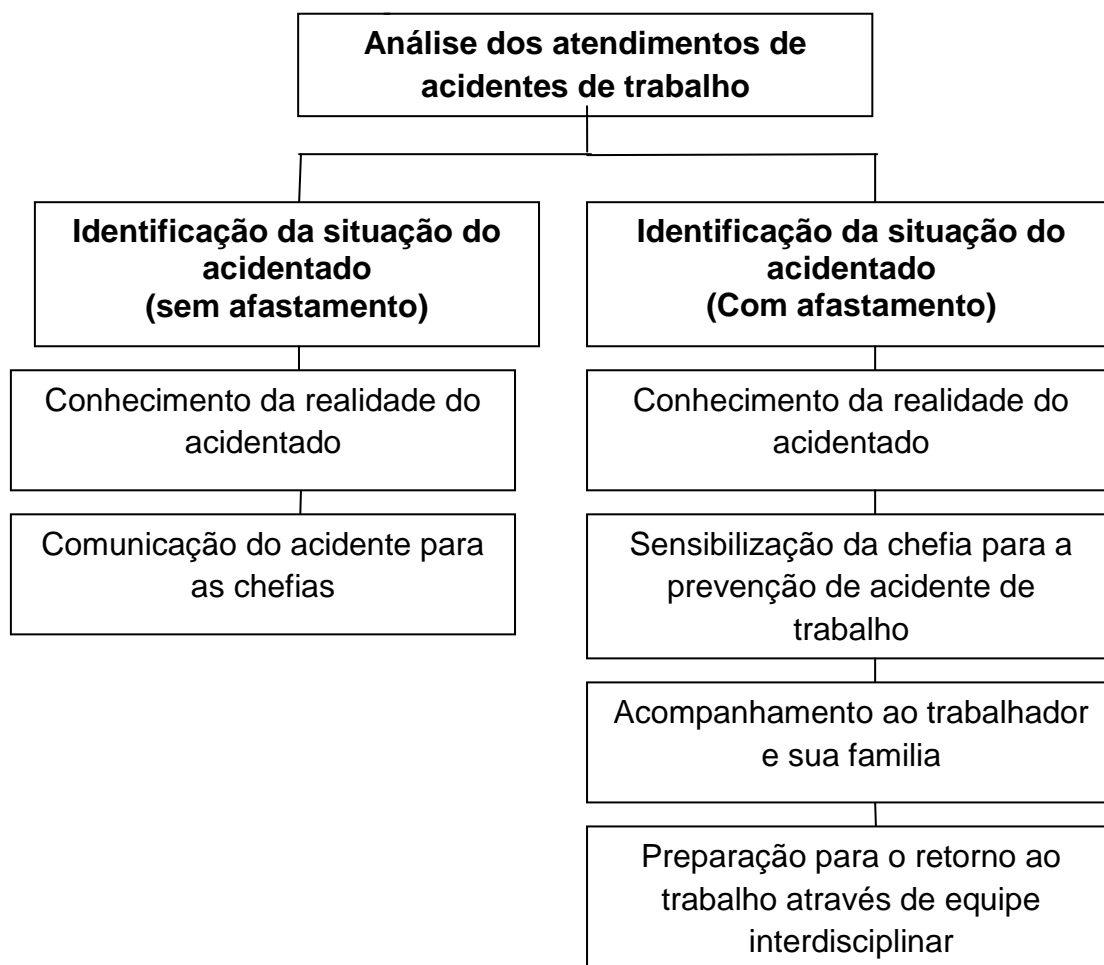 Análise dos atendimentos de
acidentes de trabalho
Identificação da situação do
acidentado
(sem afastamento)
Identificação da situação do
acidentado
(Com afastamento)
Conhecimento da realidade do
acidentado
Conhecimento da realidade do
acidentado
Comunicação do acidente para
as chefias
Sensibilização da chefia para a
prevenção de acidente de
trabalho
Acompanhamento ao trabalhador
e sua familia
Preparação para o retorno ao
trabalho através de equipe
interdisciplinar